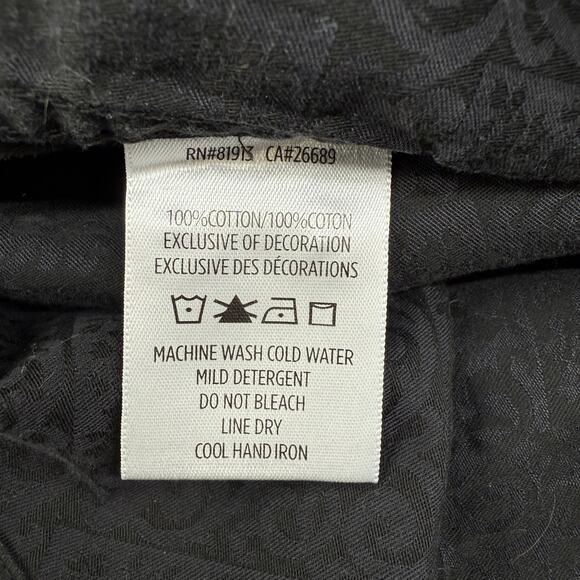 RN#81913 CA#26689
100%COTTON/100%COTON
EXCLUSIVE OF DECORATION
EXCLUSIVE DES DÉCORATIONS
MACHINE WASH COLD WATER
MILD DETERGENT
DO NOT BLEACH
LINE DRY
COOL HAND IRON